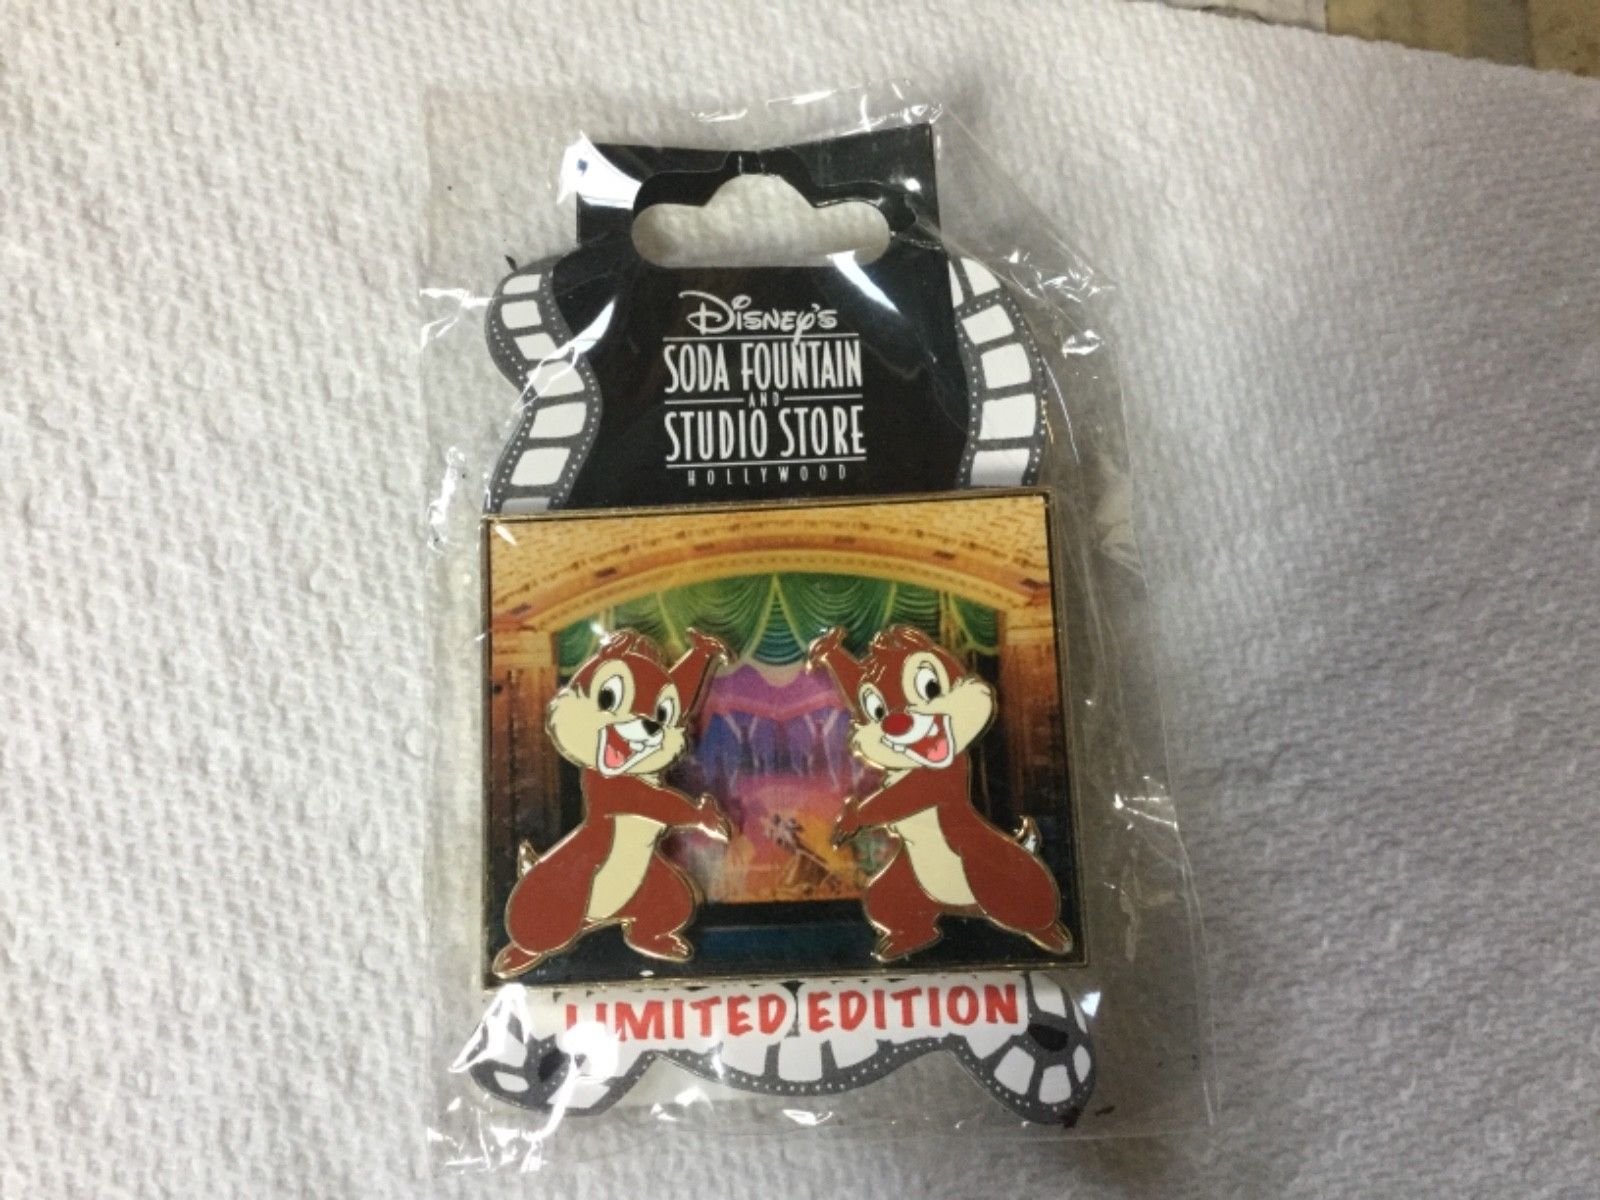 Disney's
SODA FOUNTAIN
AND
STUDIO STORE
HOLLYWOOD
LIMITED EDITION